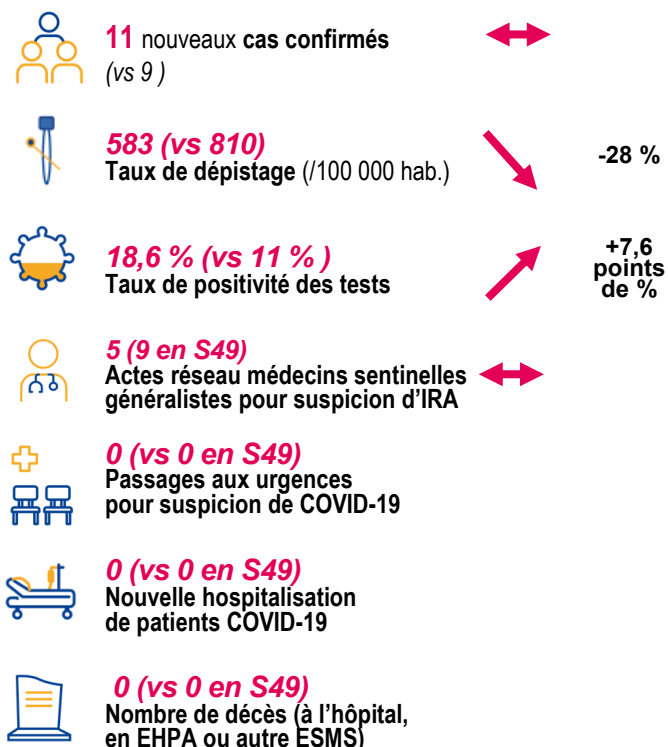 11 nouveaux cas confirmés
(vs 9 )
583 (vs 810)
Taux de dépistage (/100 000 hab.)
-28 %
18,6 % (vs 11 % )
Taux de positivité des tests
+7,6
points
de %
5 (9 en S49)
Actes réseau médecins sentinelles
généralistes pour suspicion d’IRA
0 (vs 0 en S49)
Passages aux urgences
pour suspicion de COVID-19
0 (vs 0 en S49)
Nouvelle hospitalisation
de patients COVID-19
0 (vs 0 en S49)
Nombre de décès (à l’hôpital,
en EHPA ou autre ESMS)